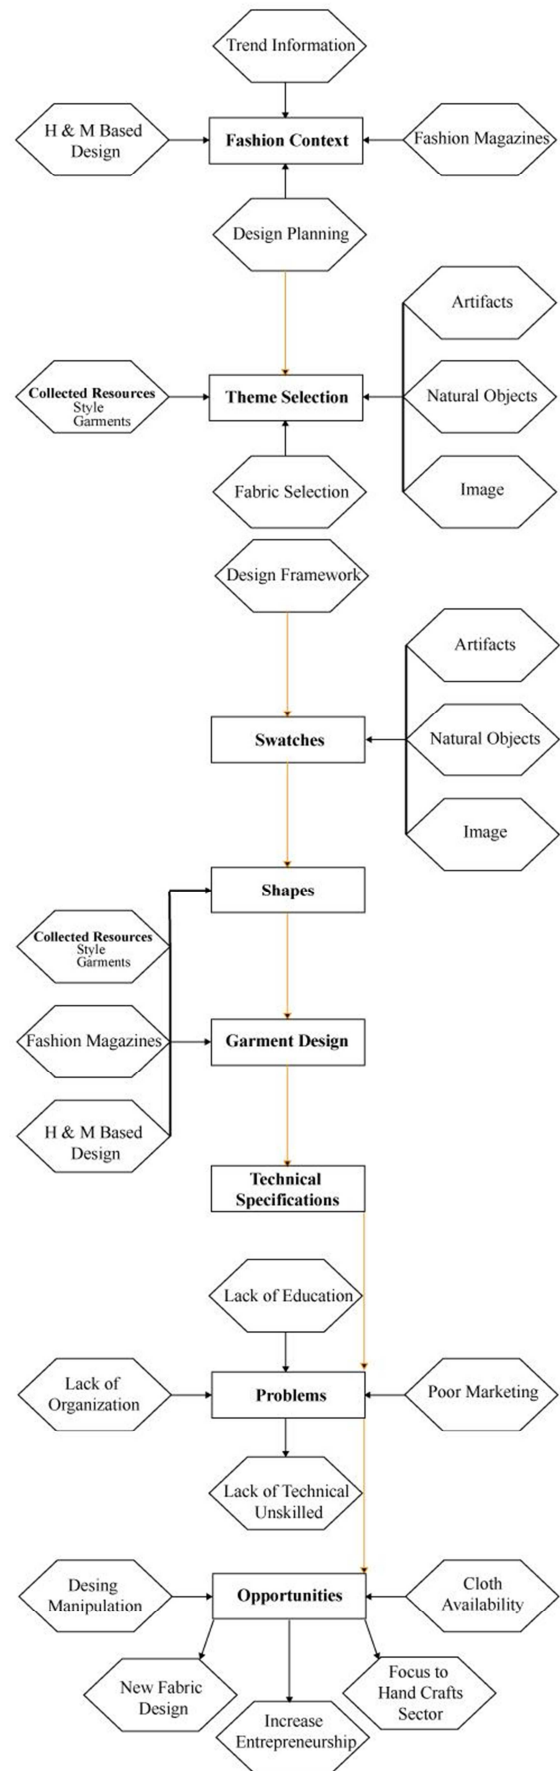 Trend Information
H & M Based
Design
Fashion Context
Fashion Magazines
Design Planning
Artifacts
Collected Resources
Style
Garments
Theme Selection
Natural Objects
Fabric Selection
Image
Design Framework
Artifacts
Swatches
Natural Objects
Image
Shapes
Collected Resources
Style
Garments
Fashion Magazines
Garment Design
H & M Based
Design
Technical
Specifications
Lack of Education
Lack of
Organization
Problems
Poor Marketing
Lack of Technical
Unskilled
Desing
Manipulation
Opportunities
Cloth
Availability
New Fabric
Design
Increase
Entrepreneurship
Focus to
Hand Crafts
Sector